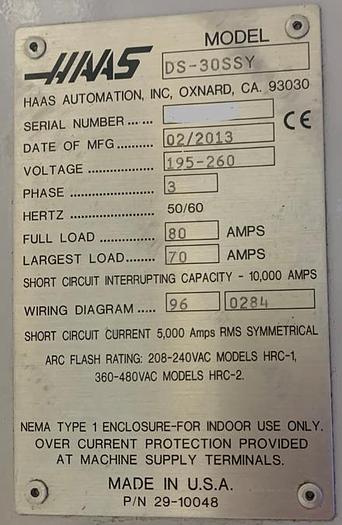 HAAS MODEL
DS-30SSY
HAAS AUTOMATION, INC, OXNARD, CA. 93030
SERIAL NUMBER ... ...
CE
DATE OF MFG .......... 02/2013
VOLTAGE .................. 195-260
PHASE ...................... 3
HERTZ ...................... 50/60
FULL LOAD ............... 80 AMPS
LARGEST LOAD....... 70 AMPS
SHORT CIRCUIT INTERRUPTING CAPACITY - 10,000 AMPS
WIRING DIAGRAM ..... 96 0284
SHORT CIRCUIT CURRENT 5,000 Amps RMS SYMMETRICAL
ARC FLASH RATING: 208-240VAC MODELS HRC-1,
360-480VAC MODELS HRC-2.
NEMA TYPE 1 ENCLOSURE-FOR INDOOR USE ONLY.
OVER CURRENT PROTECTION PROVIDED
AT MACHINE SUPPLY TERMINALS.
MADE IN U.S.A.
P/N 29-10048